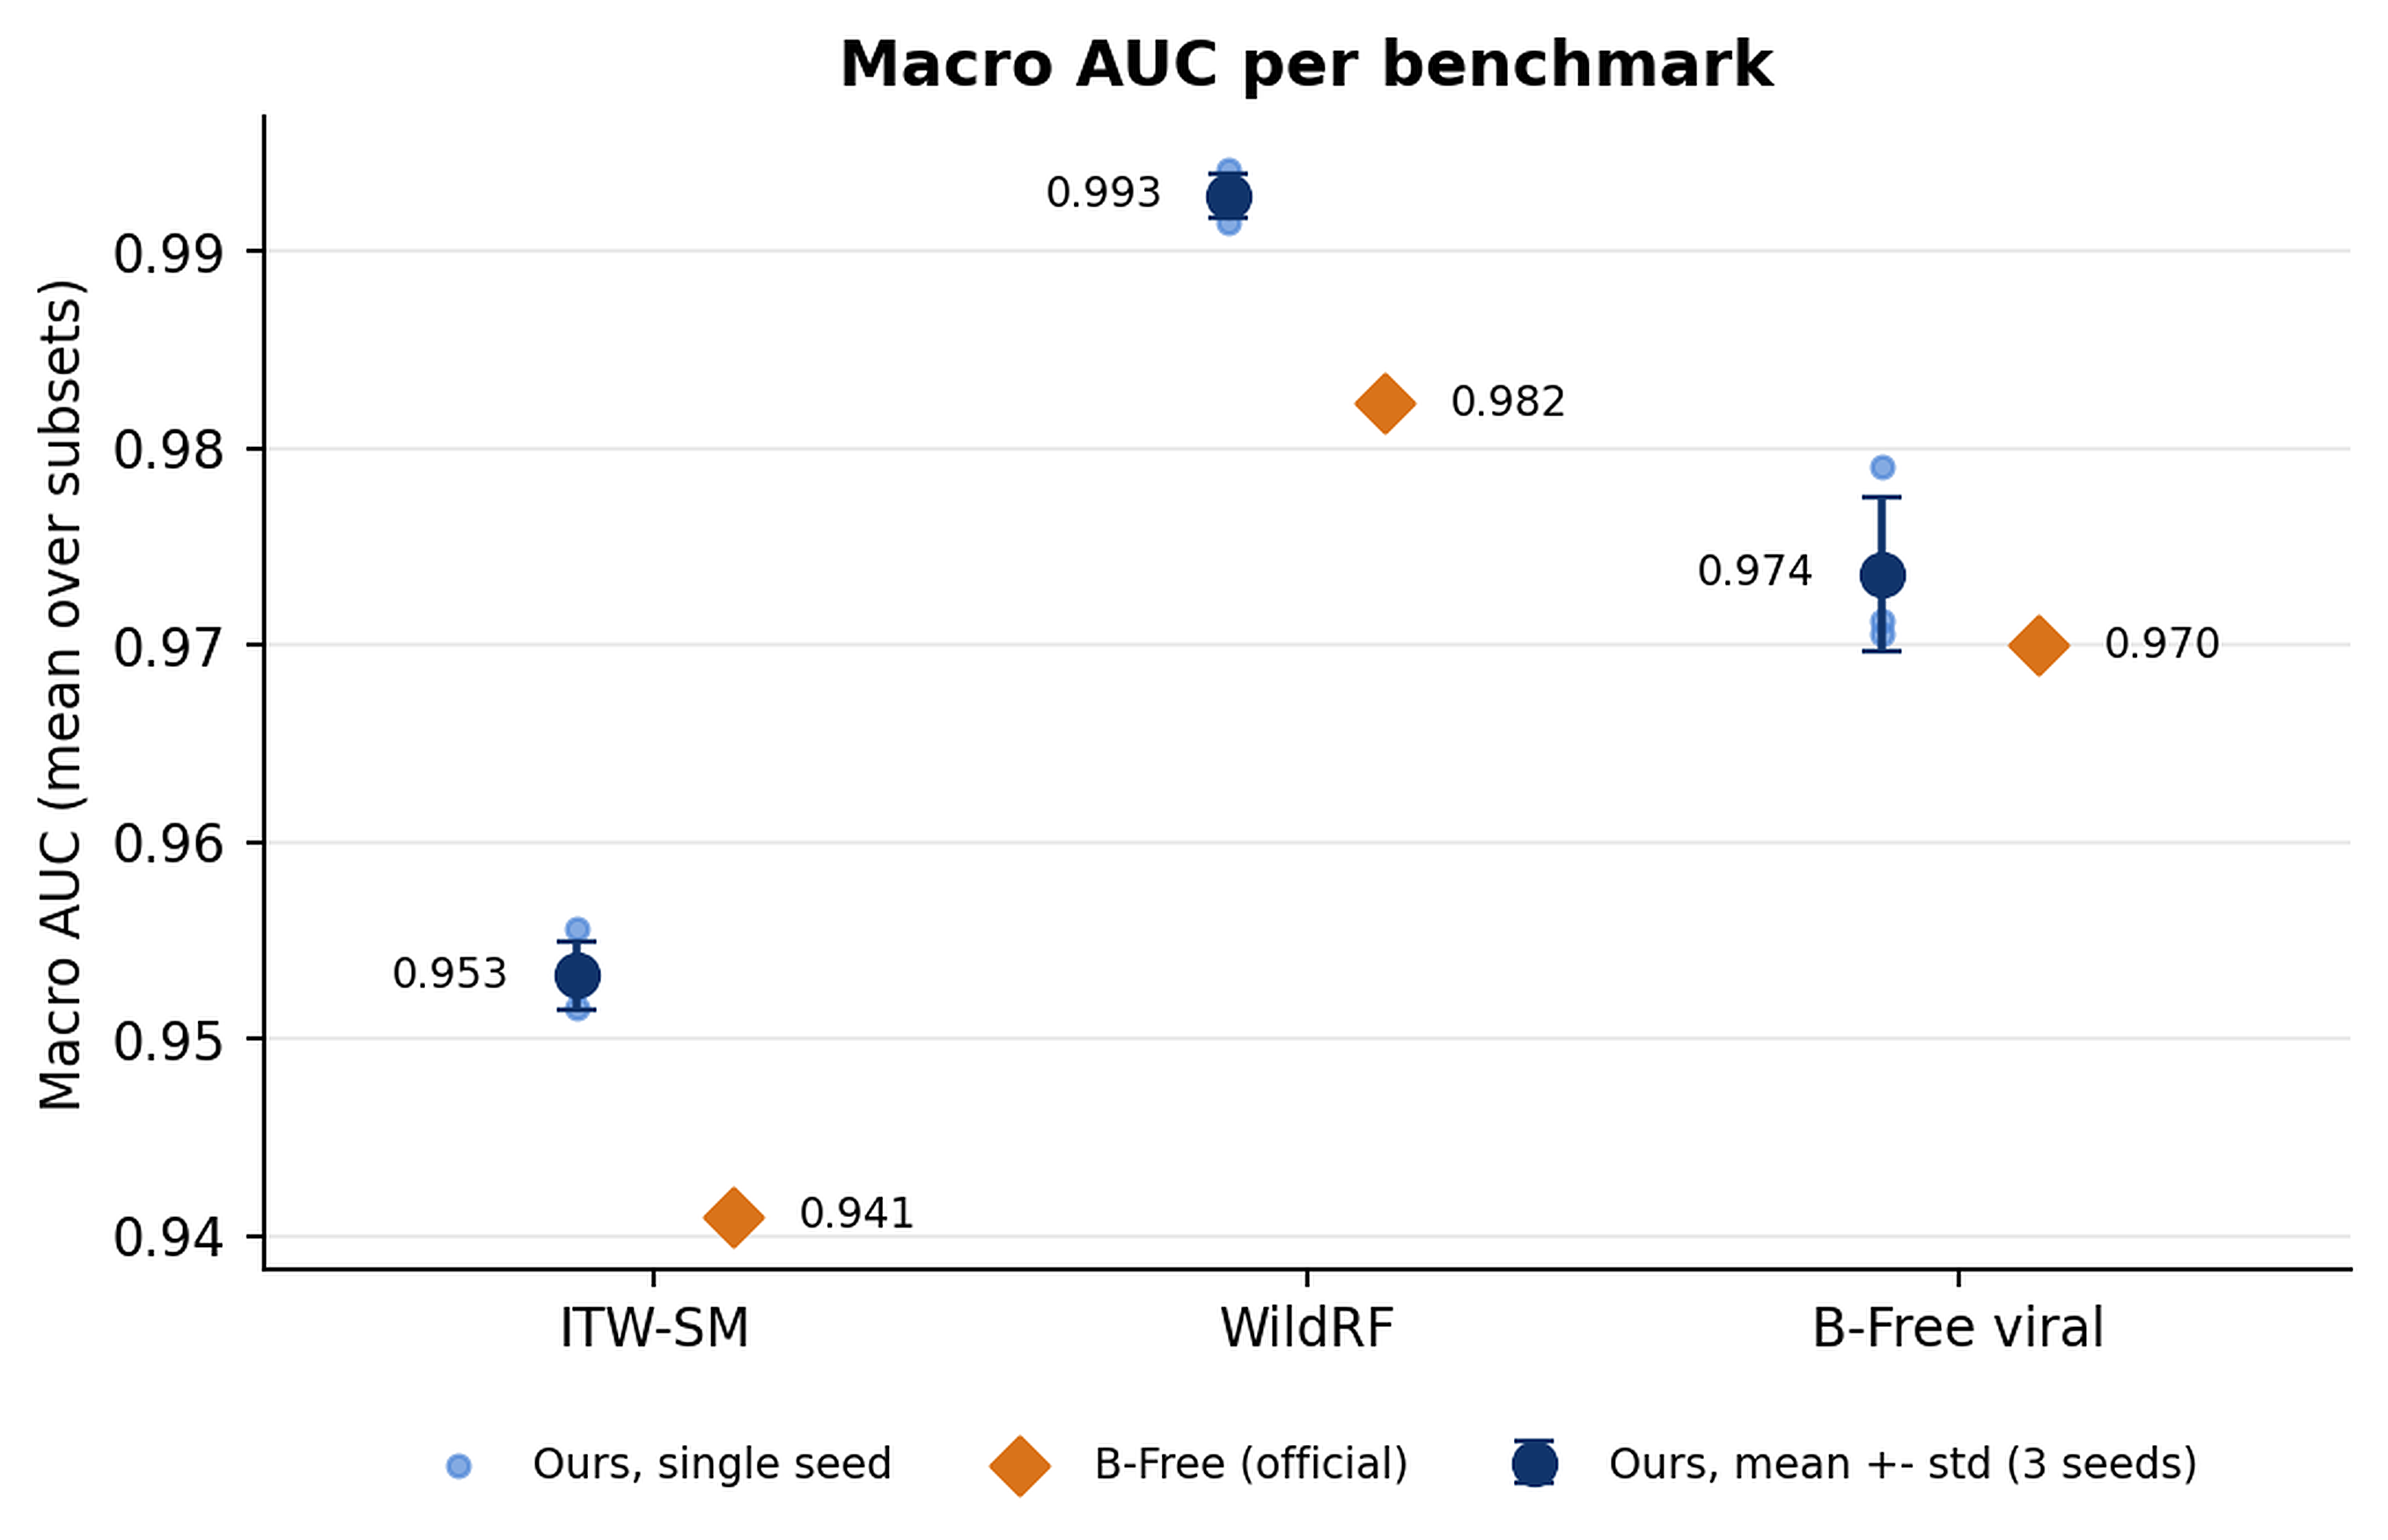 Macro AUC per benchmark
Macro AUC (mean over subsets)
0.99
0.98
0.97
0.96
0.95
0.94
0.993
0.982
0.974
0.970
0.953
0.941
ITW-SM
WildRF
B-Free viral
Ours, single seed
B-Free (official)
Ours, mean +- std (3 seeds)